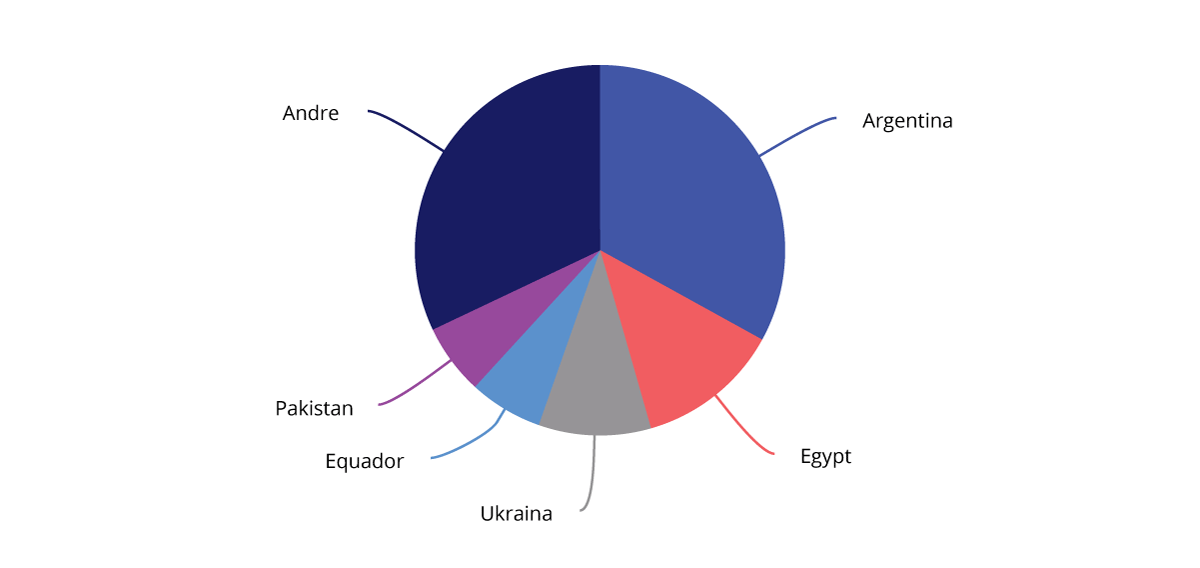 Andre
Argentina
Pakistan
Equador
Egypt
Ukraina